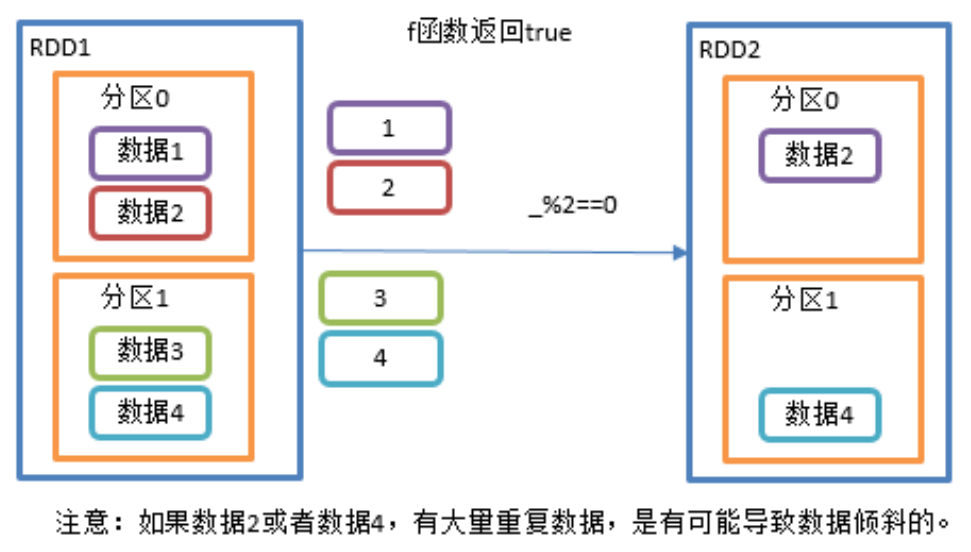 f函数返回true
RDD1
分区0
数据1
数据2
分区1
数据3
数据4
1
2
_%2==0
3
4
RDD2
分区0
数据2
分区1
数据4
注意：如果数据2或者数据4，有大量重复数据，是有可能导致数据倾斜的。